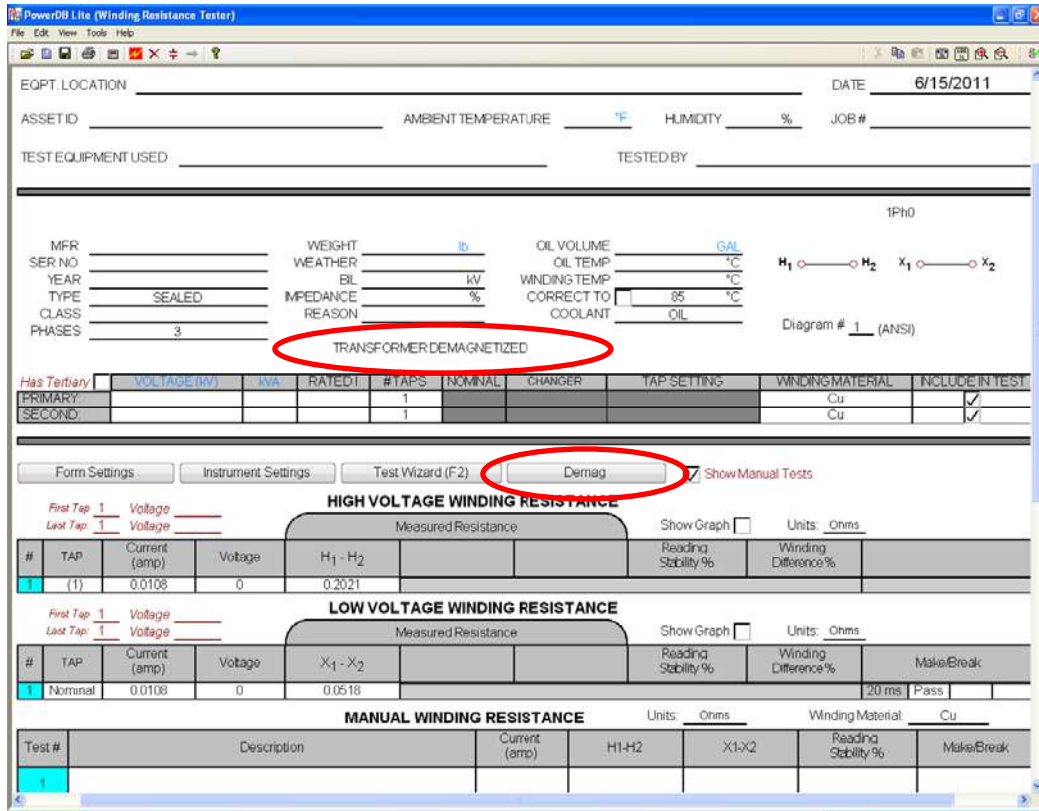 PowerDB Lite (Winding Resistance Tester)
File Edit View Tools Help
EQPT. LOCATION DATE 6/15/2011
ASSET ID AMBIENT TEMPERATURE °F HUMIDITY % JOB #
TEST EQUIPMENT USED TESTED BY
1Ph0
MFR WEIGHT lb OIL VOLUME GAL
SER NO WEATHER OIL TEMP °C H1 H2 X1 X2
YEAR BIL kV WINDING TEMP °C
TYPE SEALED IMPEDANCE % CORRECT TO 85 °C
CLASS REASON COOLANT OIL
PHASES 3 Diagram # 1 (ANSI)
TRANSFORMER DEMAGNETIZED
Has Tertiary VOLTAGE (kV) kVA RATED I #TAPS NOMINAL CHANGER TAP SETTING WINDING MATERIAL INCLUDE IN TEST
PRIMARY: 1 Cu
SECOND: 1 Cu
Form Settings Instrument Settings Test Wizard (F2) Demag Show Manual Tests
HIGH VOLTAGE WINDING RESISTANCE
First Tap 1 Voltage
Last Tap: 1 Voltage Measured Resistance Show Graph Units: Ohms
# TAP Current (amp) Voltage H1 - H2 Reading Stability % Winding Difference %
1 (1) 0.0108 0 0.2021
LOW VOLTAGE WINDING RESISTANCE
First Tap 1 Voltage
Last Tap: 1 Voltage Measured Resistance Show Graph Units: Ohms
# TAP Current (amp) Voltage X1 - X2 Reading Stability % Winding Difference % Make/Break
1 Nominal 0.0108 0 0.0518 20 ms Pass
MANUAL WINDING RESISTANCE Units: Ohms Winding Material: Cu
Test # Description Current (amp) H1-H2 X1-X2 Reading Stability % Make/Break
1